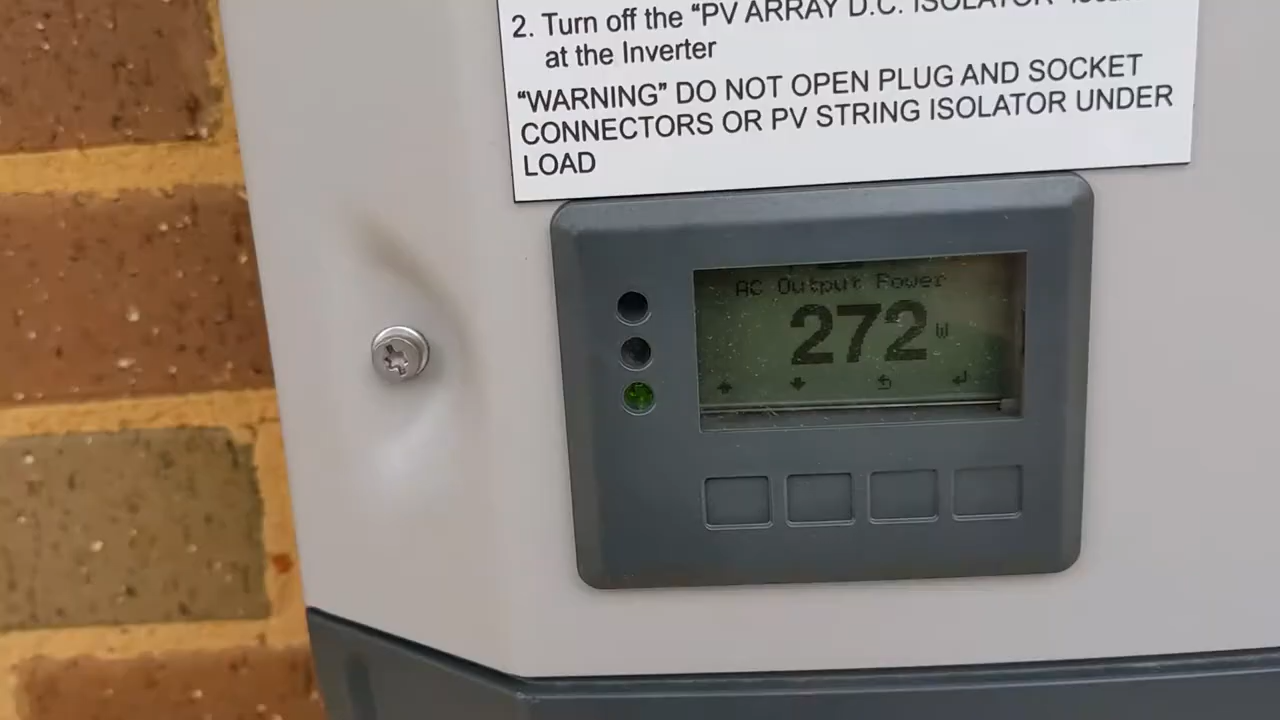 2. Turn off the “PV ARRAY D.C. ISOLATOR”
at the Inverter
“WARNING” DO NOT OPEN PLUG AND SOCKET
CONNECTORS OR PV STRING ISOLATOR UNDER
LOAD
AC Output Power
272 W